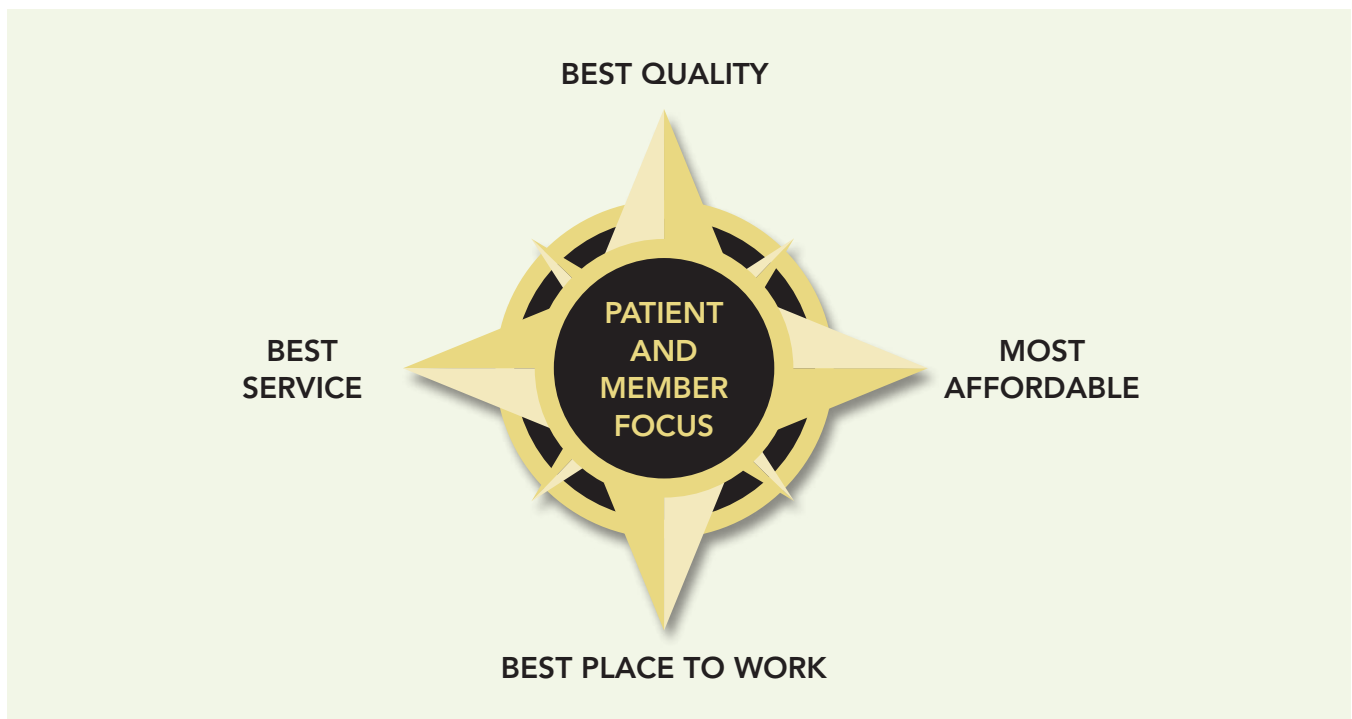 BEST QUALITY
PATIENT
AND
MEMBER
FOCUS
BEST
SERVICE
MOST
AFFORDABLE
BEST PLACE TO WORK